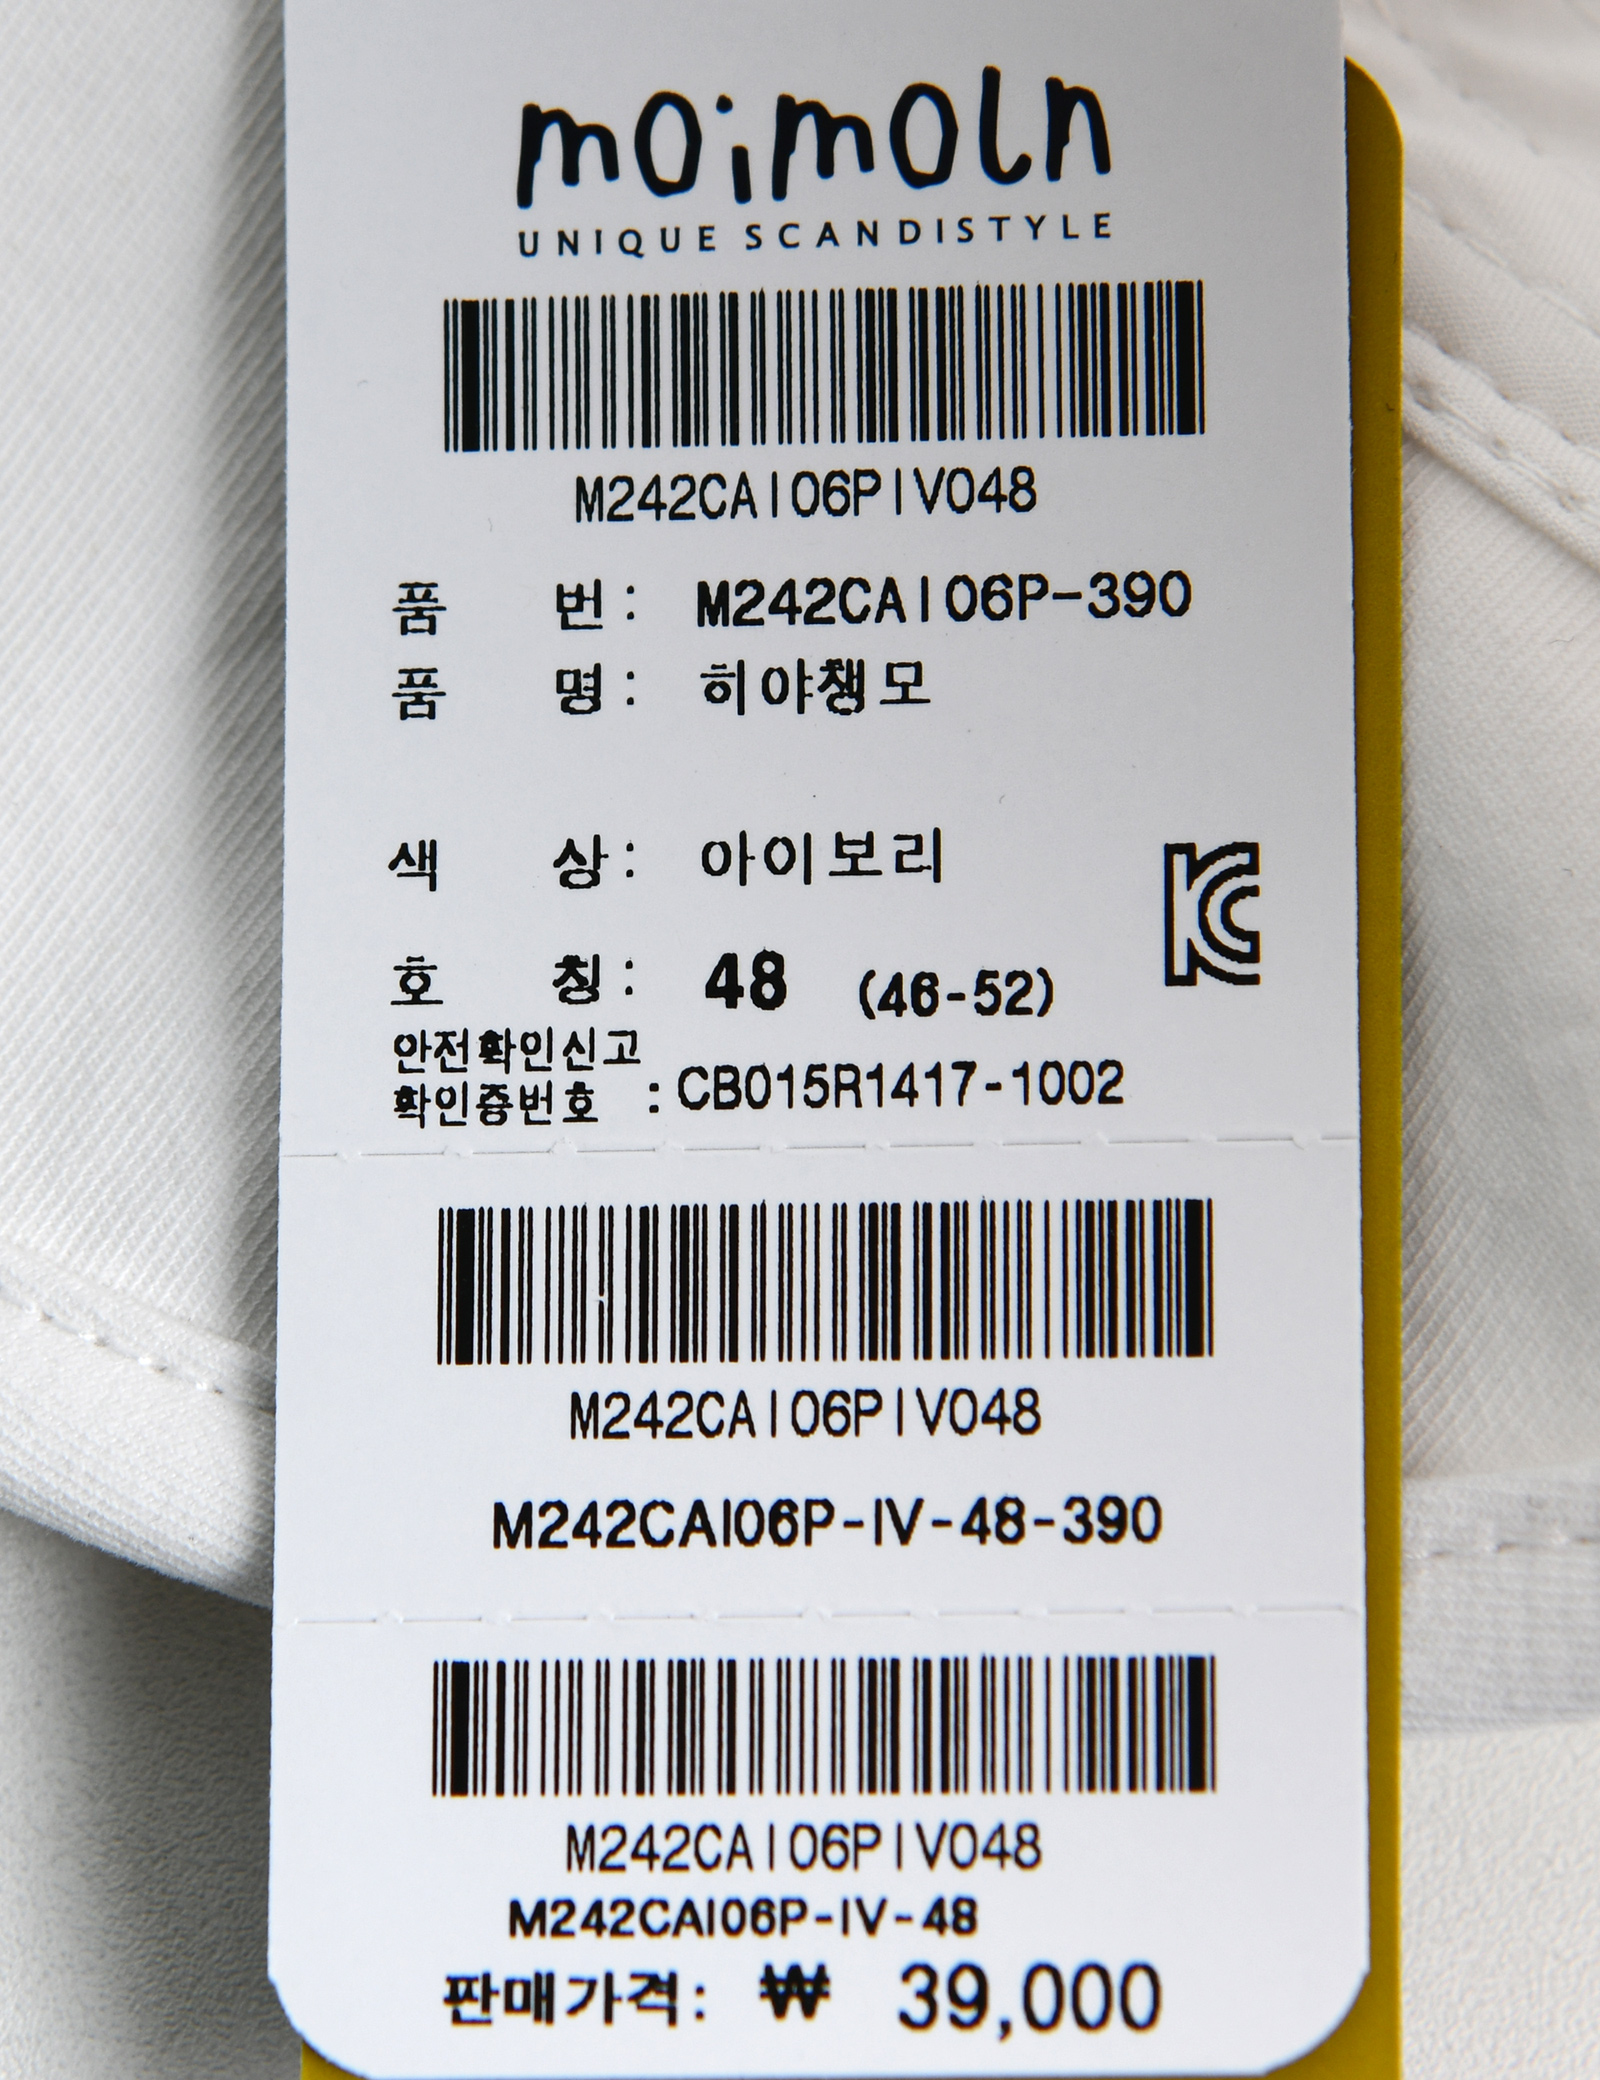 moimoln
UNIQUE SCANDISTYLE
M242CAI06PIV048
품 번: M242CAI06P-390
품 명: 히야챙모
색 상: 아이보리
호 칭: 48 (46-52)
안전확인신고
확인증번호 : CB015R1417-1002
M242CAI06PIV048
M242CAI06P-IV-48-390
M242CAI06PIV048
M242CAI06P-IV-48
판매가격: ₩ 39,000